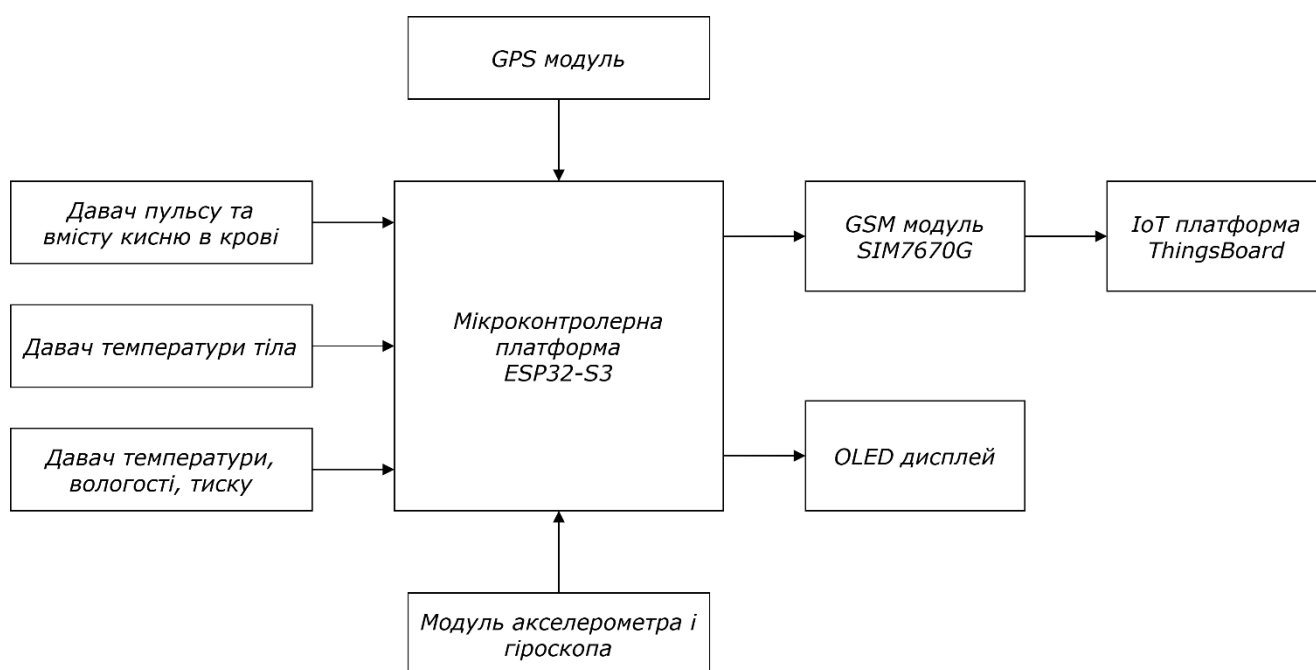 GPS модуль
Давач пульсу та
вмісту кисню в крові
Давач температури тіла
Давач температури,
вологості, тиску
Мікроконтролерна
платформа
ESP32-S3
GSM модуль
SIM7670G
IoT платформа
ThingsBoard
OLED дисплей
Модуль акселерометра і
гіроскопа